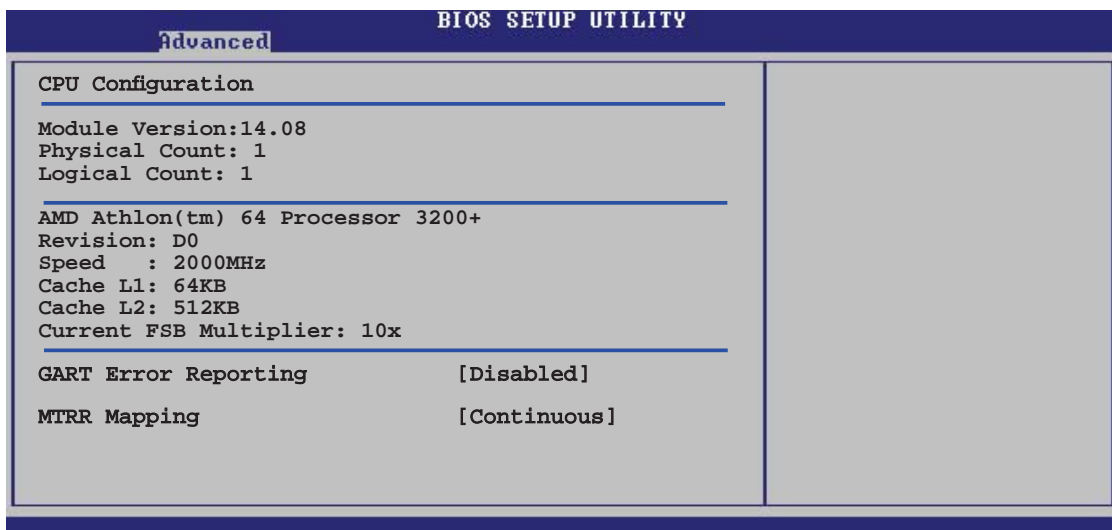 BIOS SETUP UTILITY
Advanced
CPU Configuration
Module Version:14.08
Physical Count: 1
Logical Count: 1
AMD Athlon(tm) 64 Processor 3200+
Revision: D0
Speed   : 2000MHz
Cache L1: 64KB
Cache L2: 512KB
Current FSB Multiplier: 10x
GART Error Reporting [Disabled]
MTRR Mapping [Continuous]